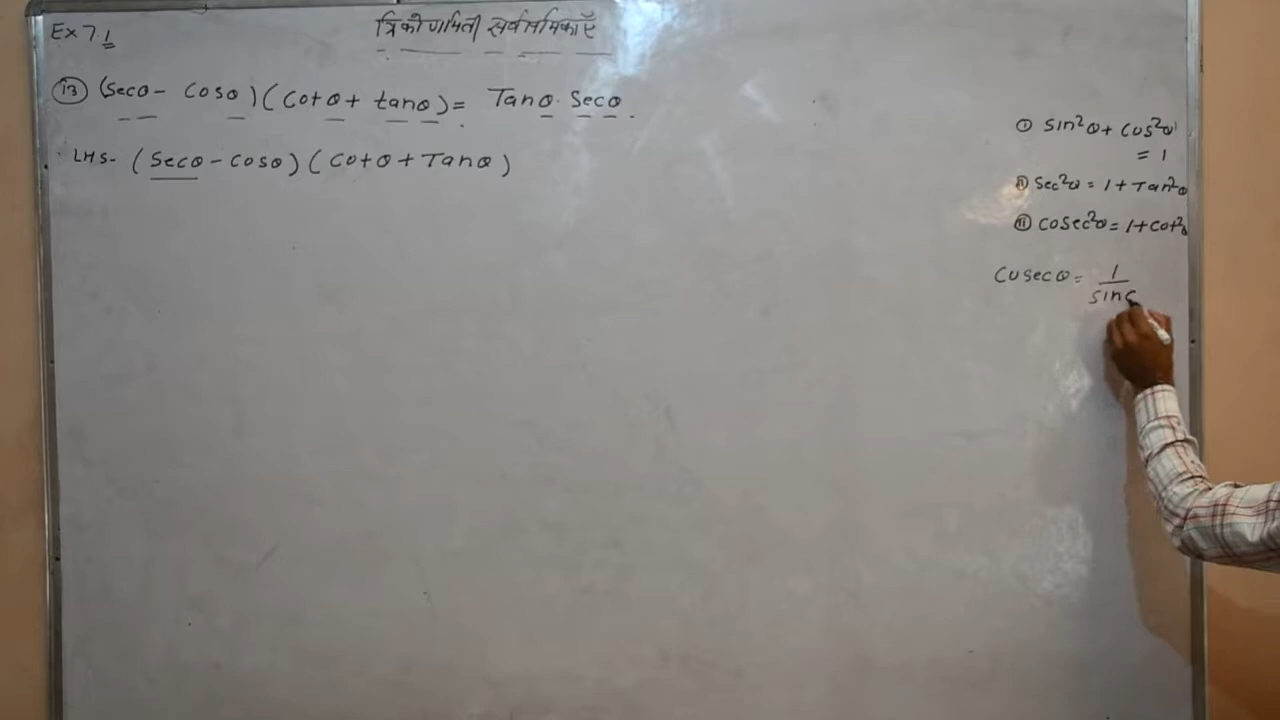 Ex 7.1
त्रिकोणमिती सर्वसमिकाएँ
(13) (Secθ - Cosθ)(Cotθ + tanθ) = Tanθ. Secθ
LHS- (Secθ - Cosθ)(Cotθ + Tanθ)
(i) Sin²θ + Cos²θ
= 1
(ii) Sec²θ = 1 + Tan²θ
(iii) Cosec²θ = 1 + Cot²θ
Cosecθ = 1/sin